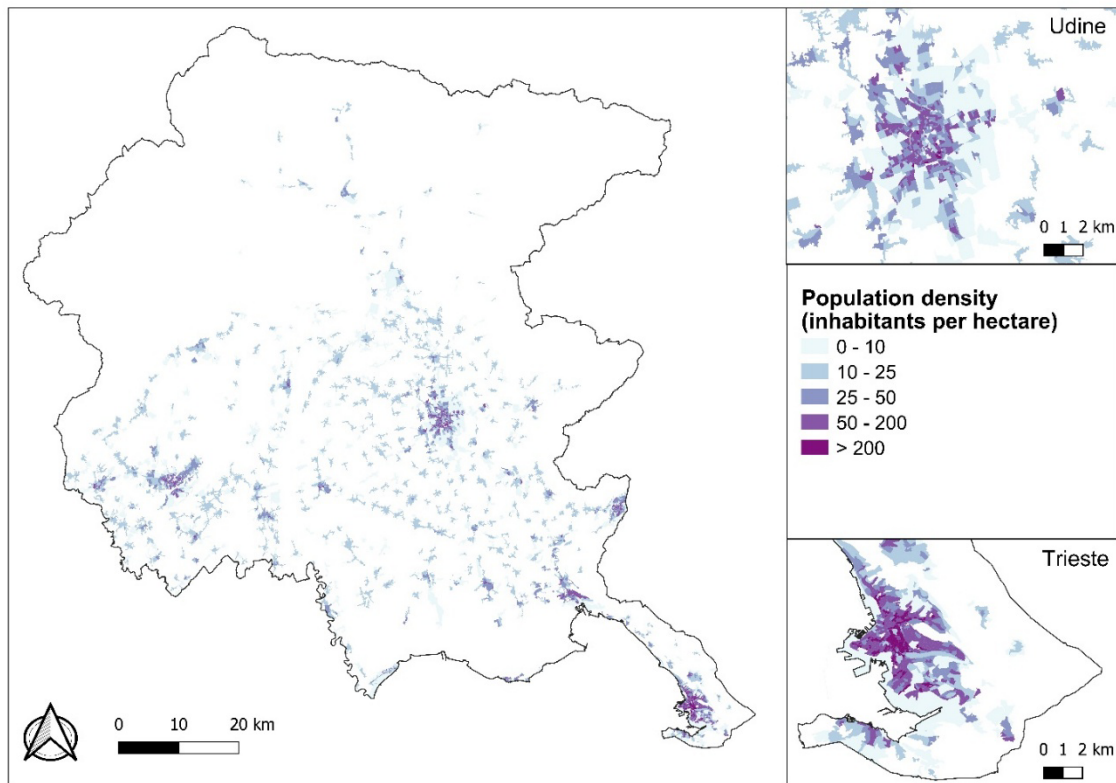 Udine
0 1 2 km
Population density
(inhabitants per hectare)
0 - 10
10 - 25
25 - 50
50 - 200
> 200
Trieste
0 1 2 km
0 10 20 km